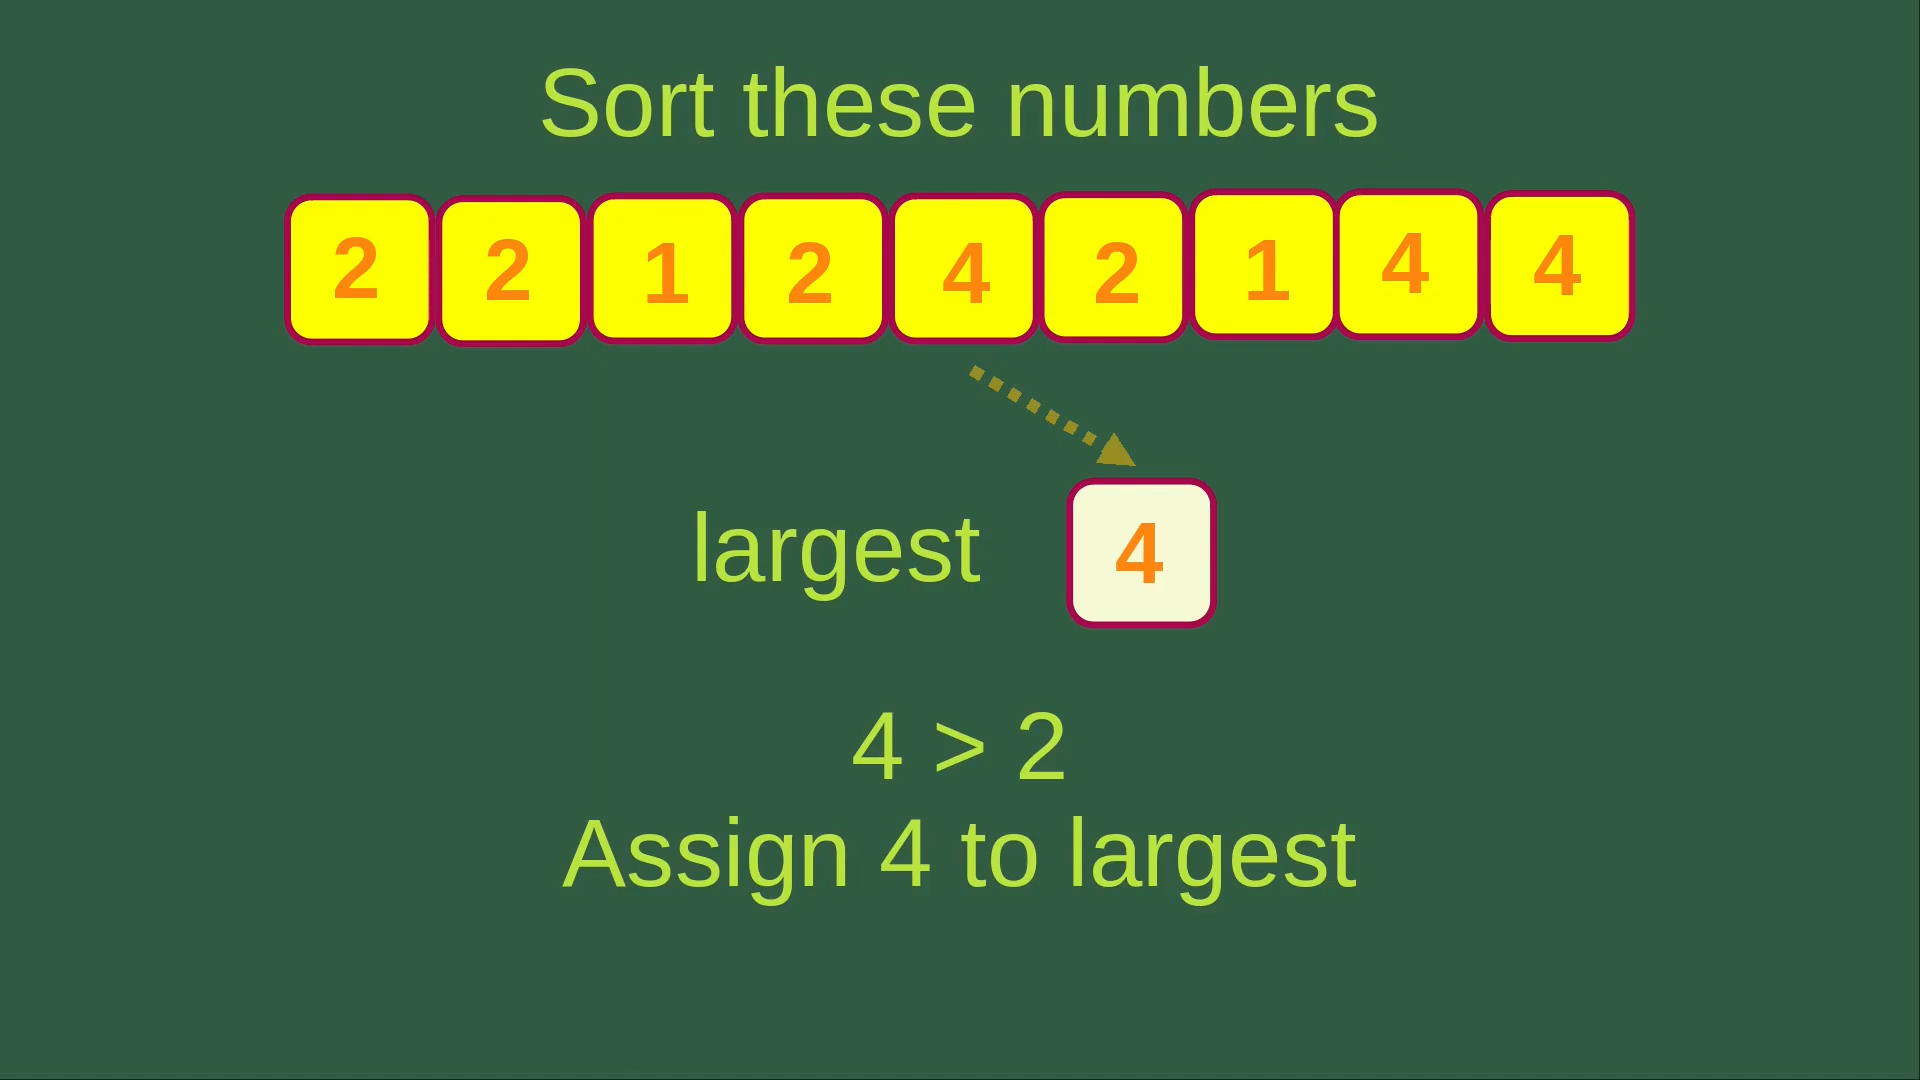 Sort these numbers
2 2 1 2 4 2 1 4 4
largest 4
4 > 2
Assign 4 to largest